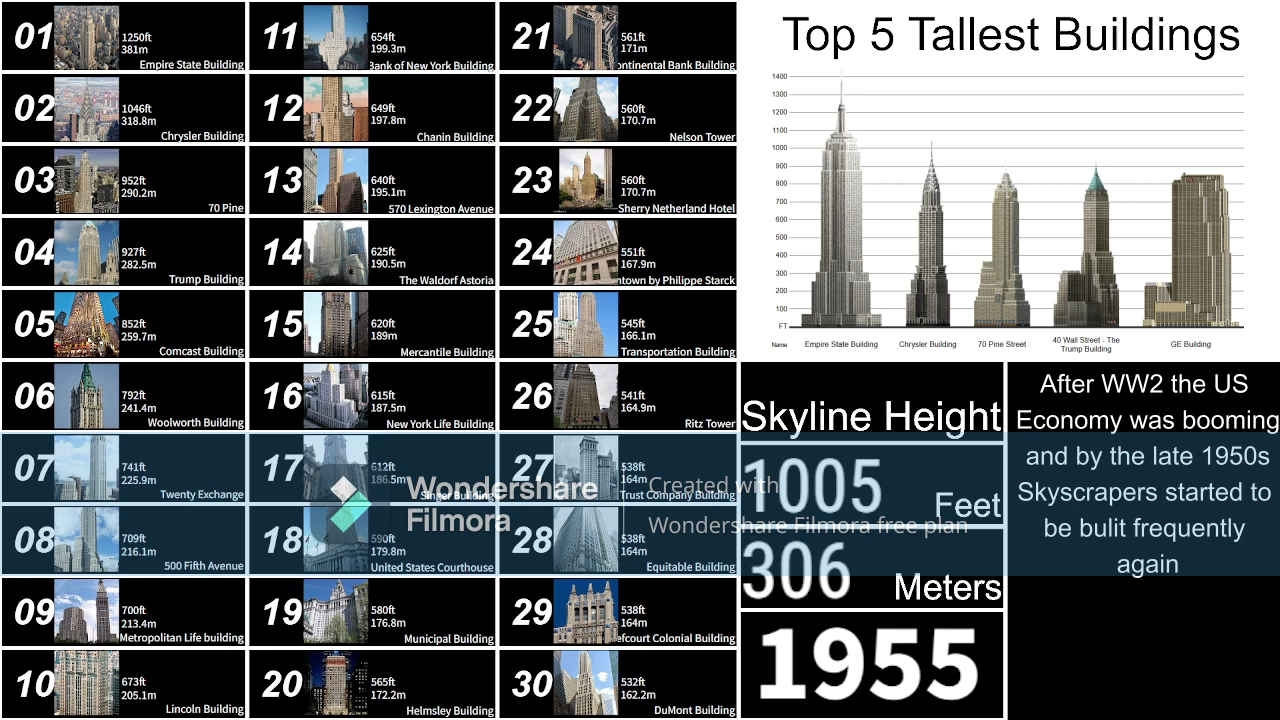 01
1250ft
381m
Empire State Building
02
1046ft
318.8m
Chrysler Building
03
952ft
290.2m
70 Pine
04
927ft
282.5m
Trump Building
05
852ft
259.7m
Comcast Building
06
792ft
241.4m
Woolworth Building
07
741ft
225.9m
Twenty Exchange
08
709ft
216.1m
500 Fifth Avenue
09
700ft
213.4m
Metropolitan Life building
10
673ft
205.1m
Lincoln Building
11
654ft
199.3m
Bank of New York Building
12
649ft
197.8m
Chanin Building
13
640ft
195.1m
570 Lexington Avenue
14
625ft
190.5m
The Waldorf Astoria
15
620ft
189m
Mercantile Building
16
615ft
187.5m
New York Life Building
17
612ft
186.5m
Singer Building
18
590ft
179.8m
United States Courthouse
19
580ft
176.8m
Municipal Building
20
565ft
172.2m
Helmsley Building
21
561ft
171m
ontinental Bank Building
22
560ft
170.7m
Nelson Tower
23
560ft
170.7m
Sherry Netherland Hotel
24
551ft
167.9m
ntown by Philippe Starck
25
545ft
166.1m
Transportation Building
26
541ft
164.9m
Ritz Tower
27
538ft
164m
Trust Company Building
28
538ft
164m
Equitable Building
29
538ft
164m
efcourt Colonial Building
30
532ft
162.2m
DuMont Building
Top 5 Tallest Buildings
1400
1300
1200
1100
1000
900
800
700
600
500
400
300
200
100
FT
Name
Empire State Building
Chrysler Building
70 Pine Street
40 Wall Street - The
Trump Building
GE Building
Skyline Height
1005
Feet
306
Meters
1955
After WW2 the US
Economy was booming
and by the late 1950s
Skyscrapers started to
be bulit frequently
again
Wondershare
Filmora
Created with
Wondershare Filmora free plan